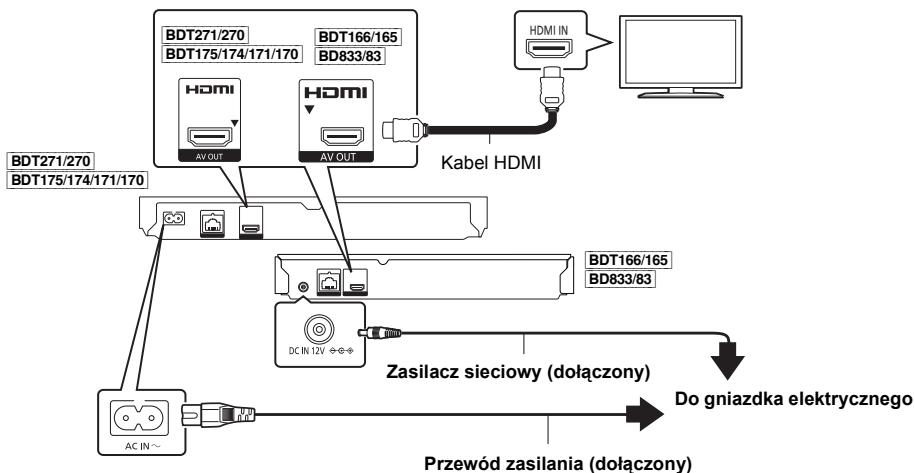 BDT271/270
BDT175/174/171/170
BDT166/165
BD833/83
HDMI
AV OUT
HDMI
AV OUT
HDMI IN
Kabel HDMI
BDT271/270
BDT175/174/171/170
BDT166/165
BD833/83
DC IN 12V
Zasilacz sieciowy (dołączony)
Do gniazdka elektrycznego
AC IN ~
Przewód zasilania (dołączony)